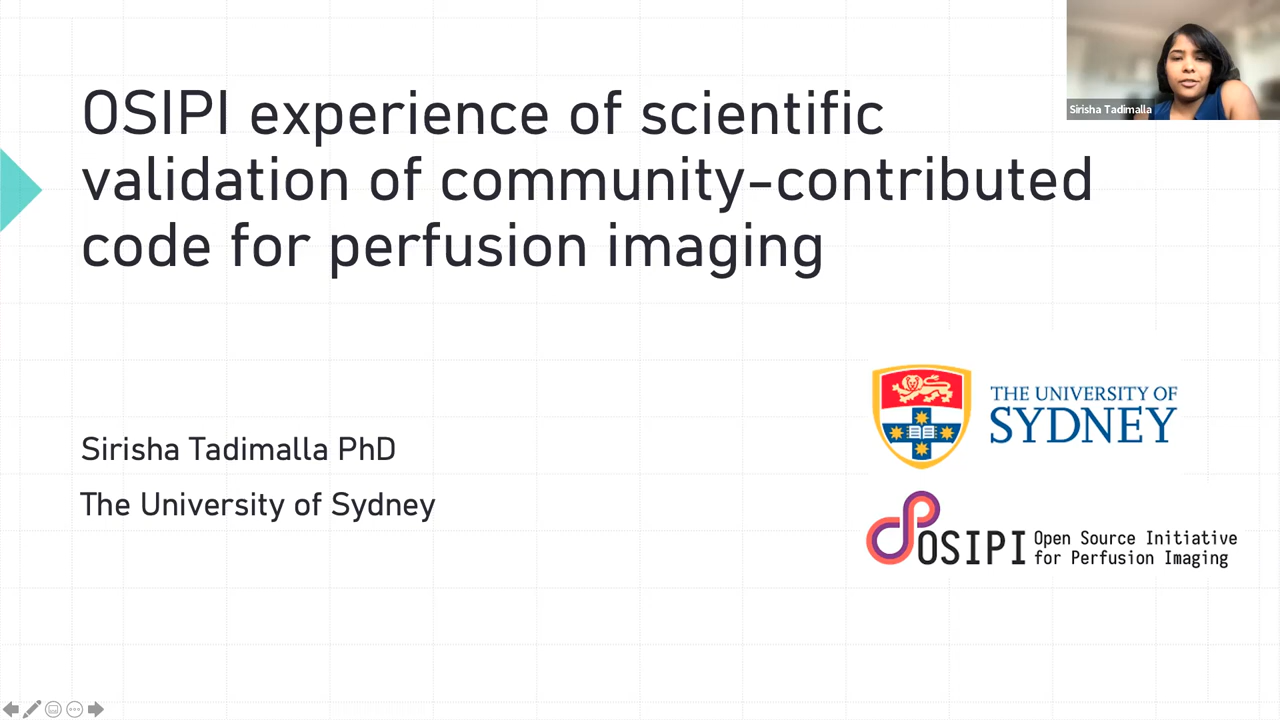 OSIPI experience of scientific
validation of community-contributed
code for perfusion imaging
Sirisha Tadimalla
Sirisha Tadimalla PhD
The University of Sydney
THE UNIVERSITY OF
SYDNEY
OSIPI
Open Source Initiative
for Perfusion Imaging